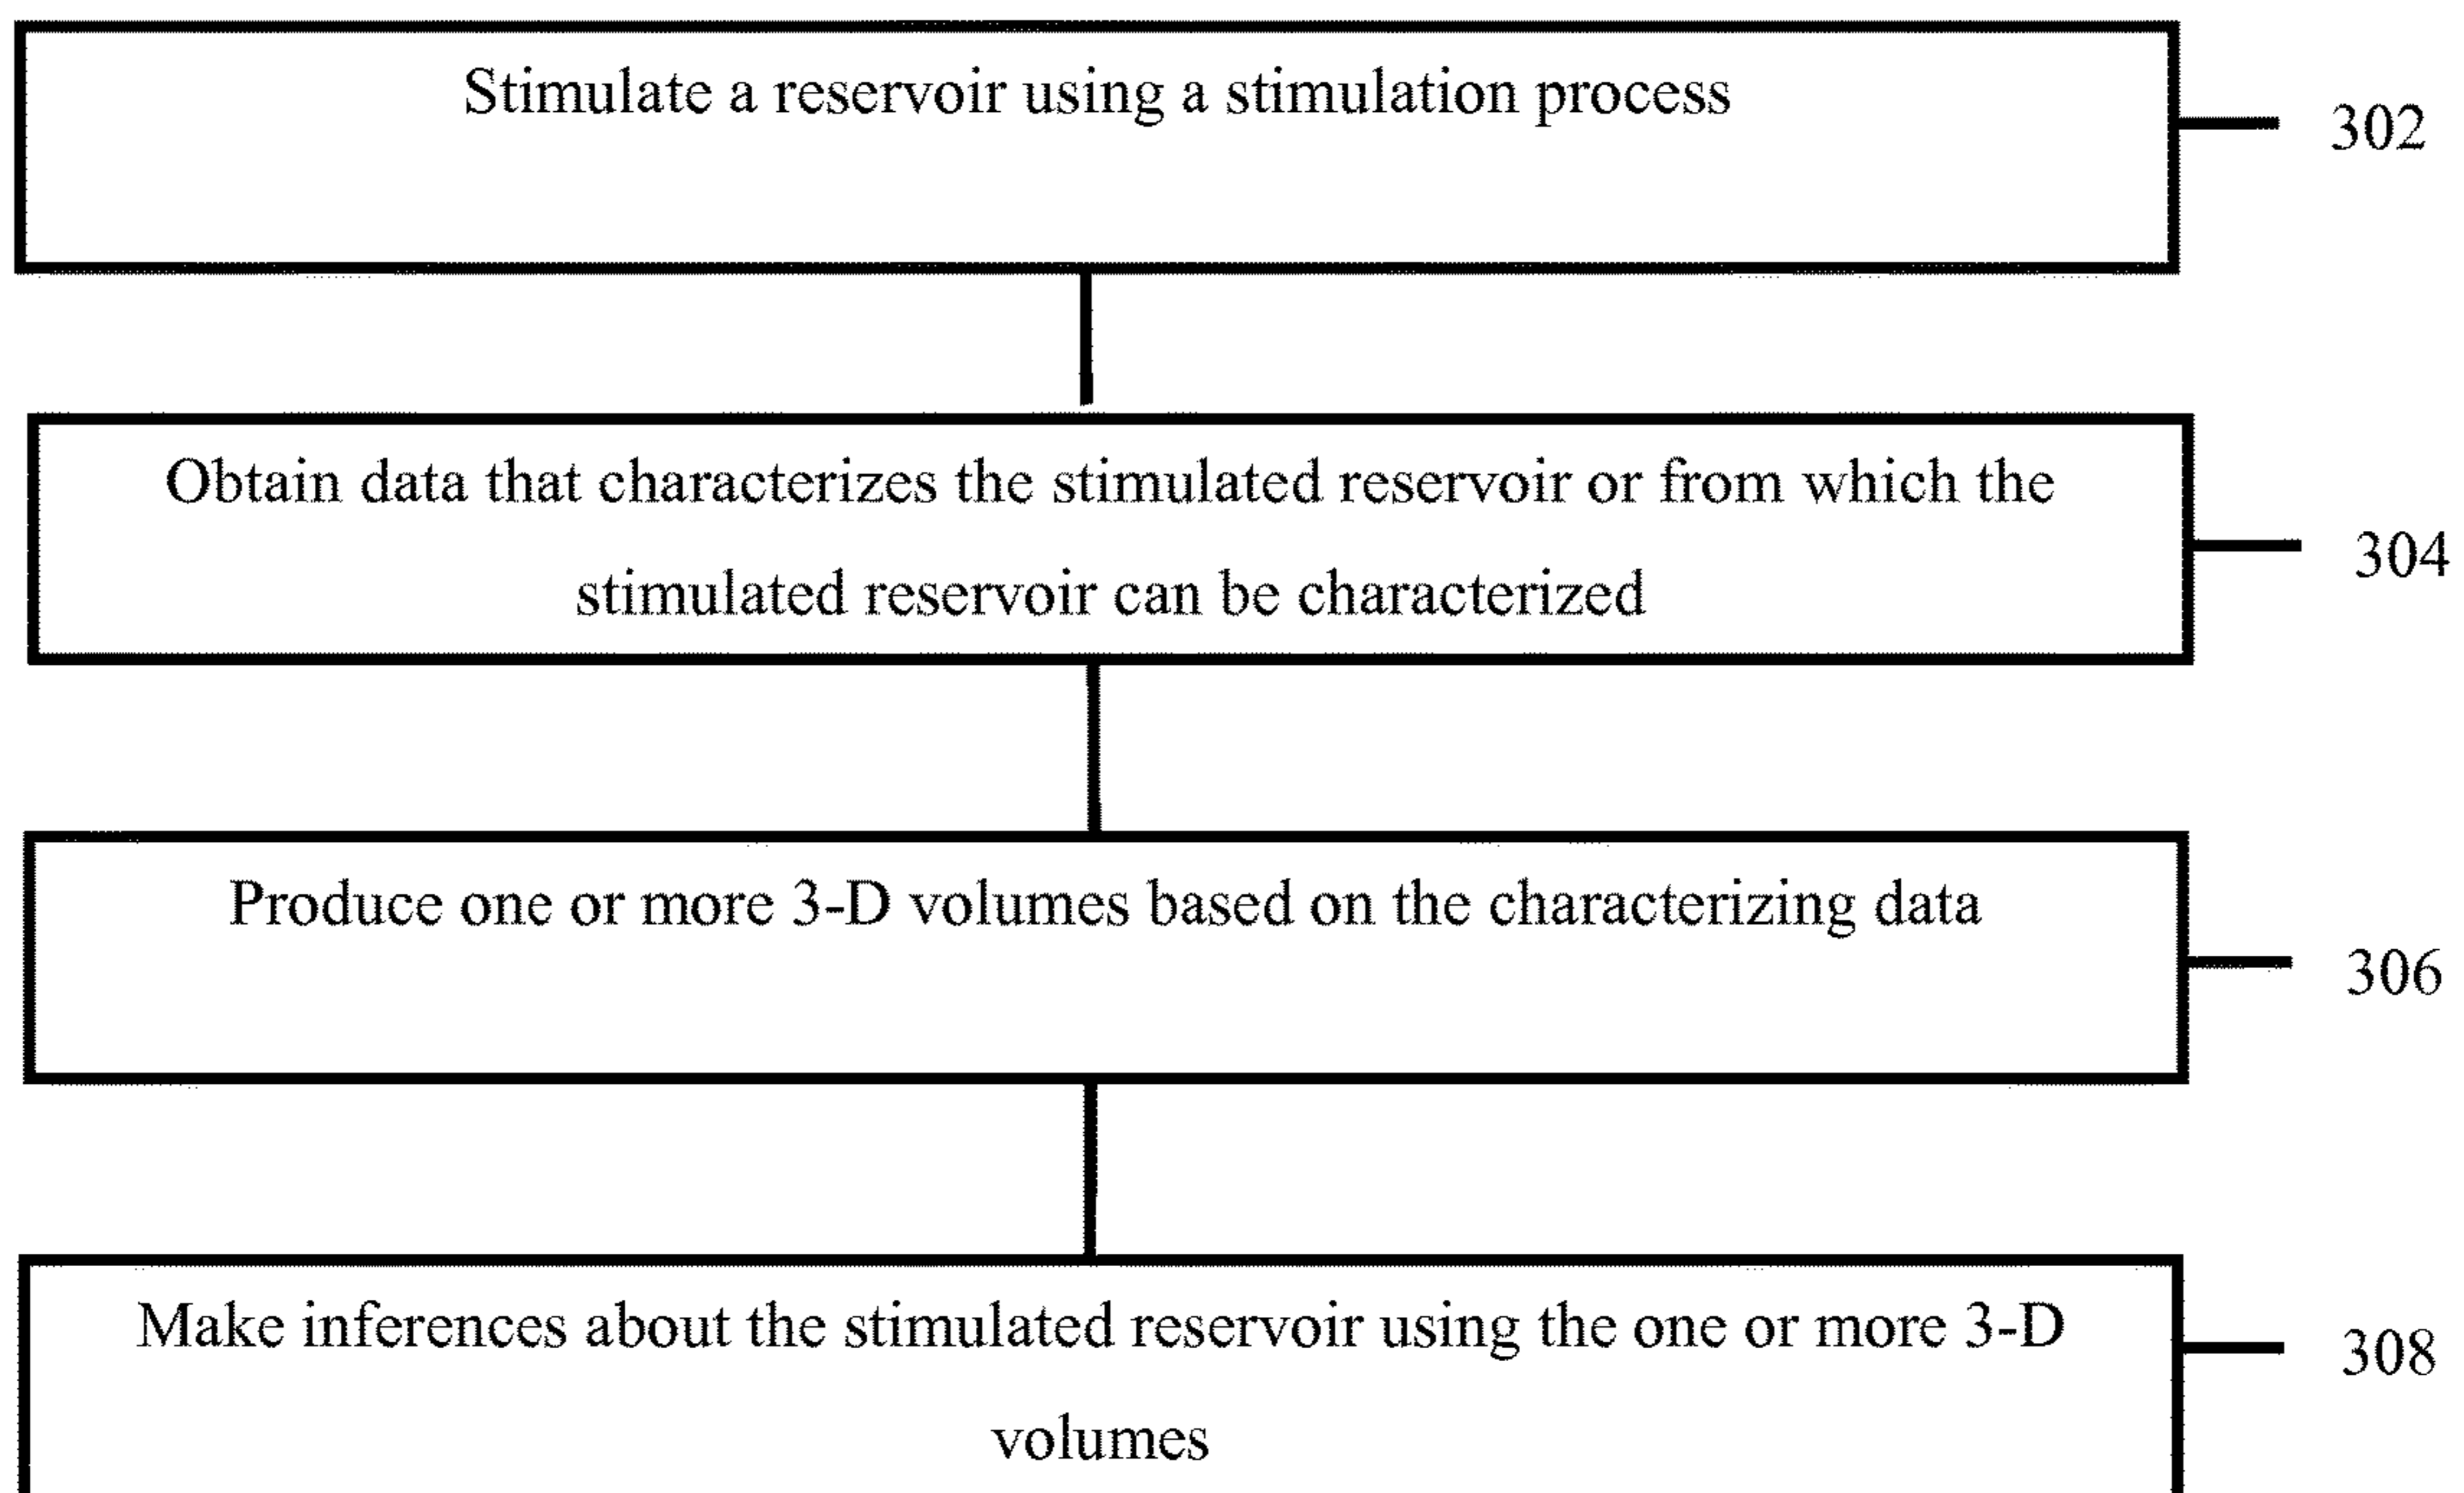 Stimulate a reservoir using a stimulation process
302
Obtain data that characterizes the stimulated reservoir or from which the
stimulated reservoir can be characterized
304
Produce one or more 3-D volumes based on the characterizing data
306
Make inferences about the stimulated reservoir using the one or more 3-D
volumes
308